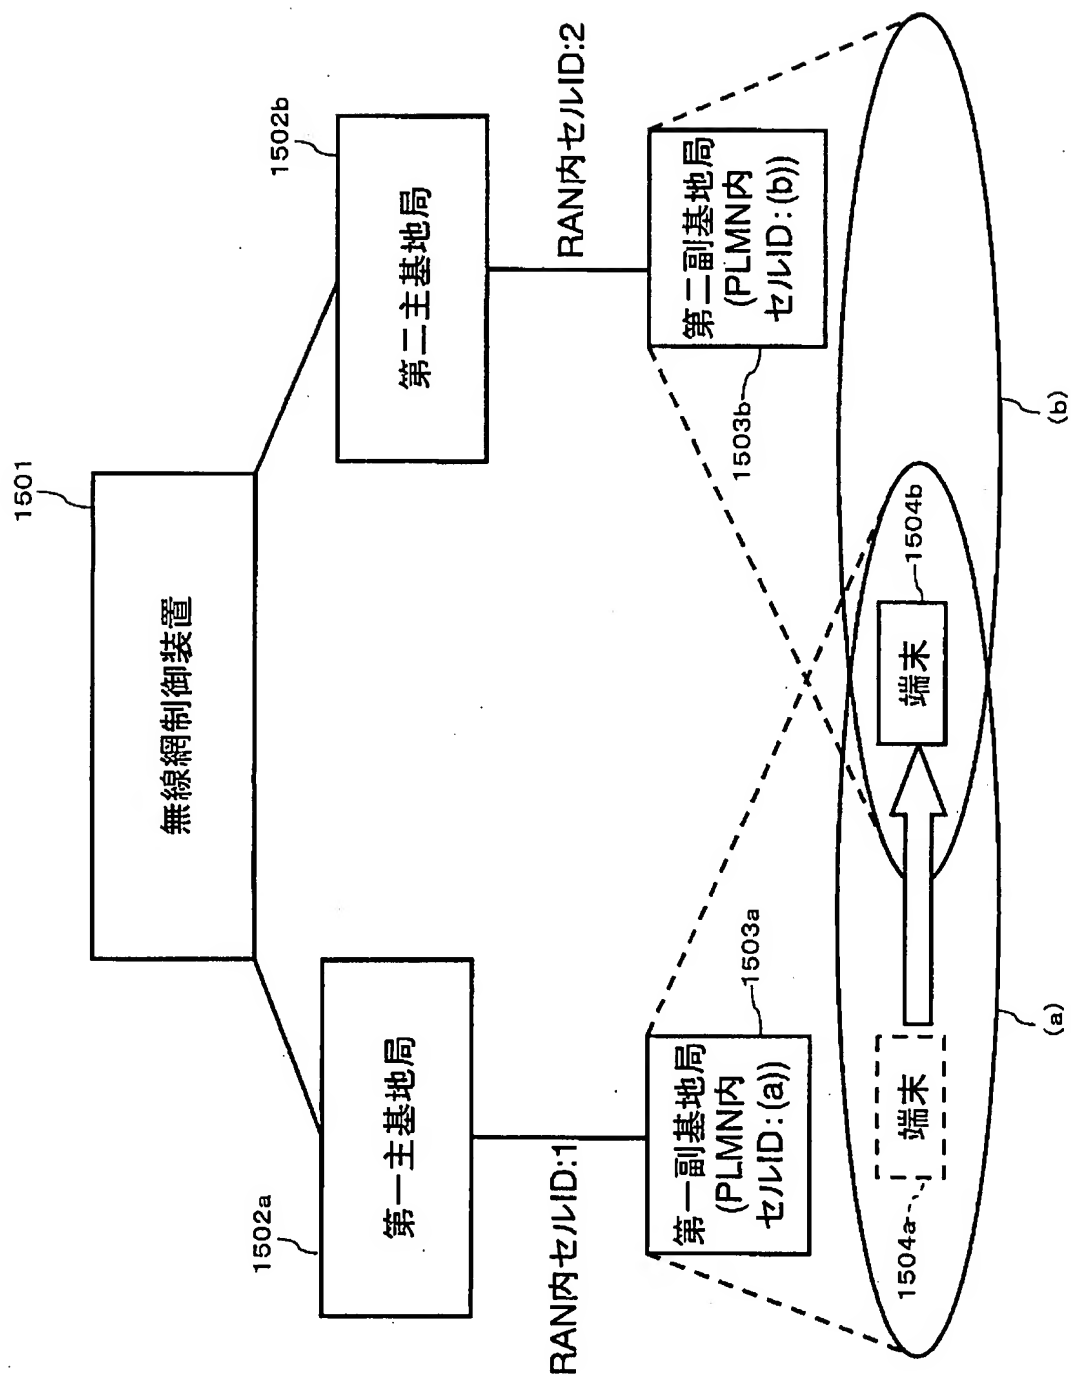 1501
無線網制御装置
1502a
第一主基地局
1502b
第二主基地局
RAN内セルID:1
RAN内セルID:2
第一副基地局
(PLMN内
セルID:(a))
1503a
第二副基地局
(PLMN内
セルID:(b))
1503b
1504a
端末
端末
1504b
(a)
(b)